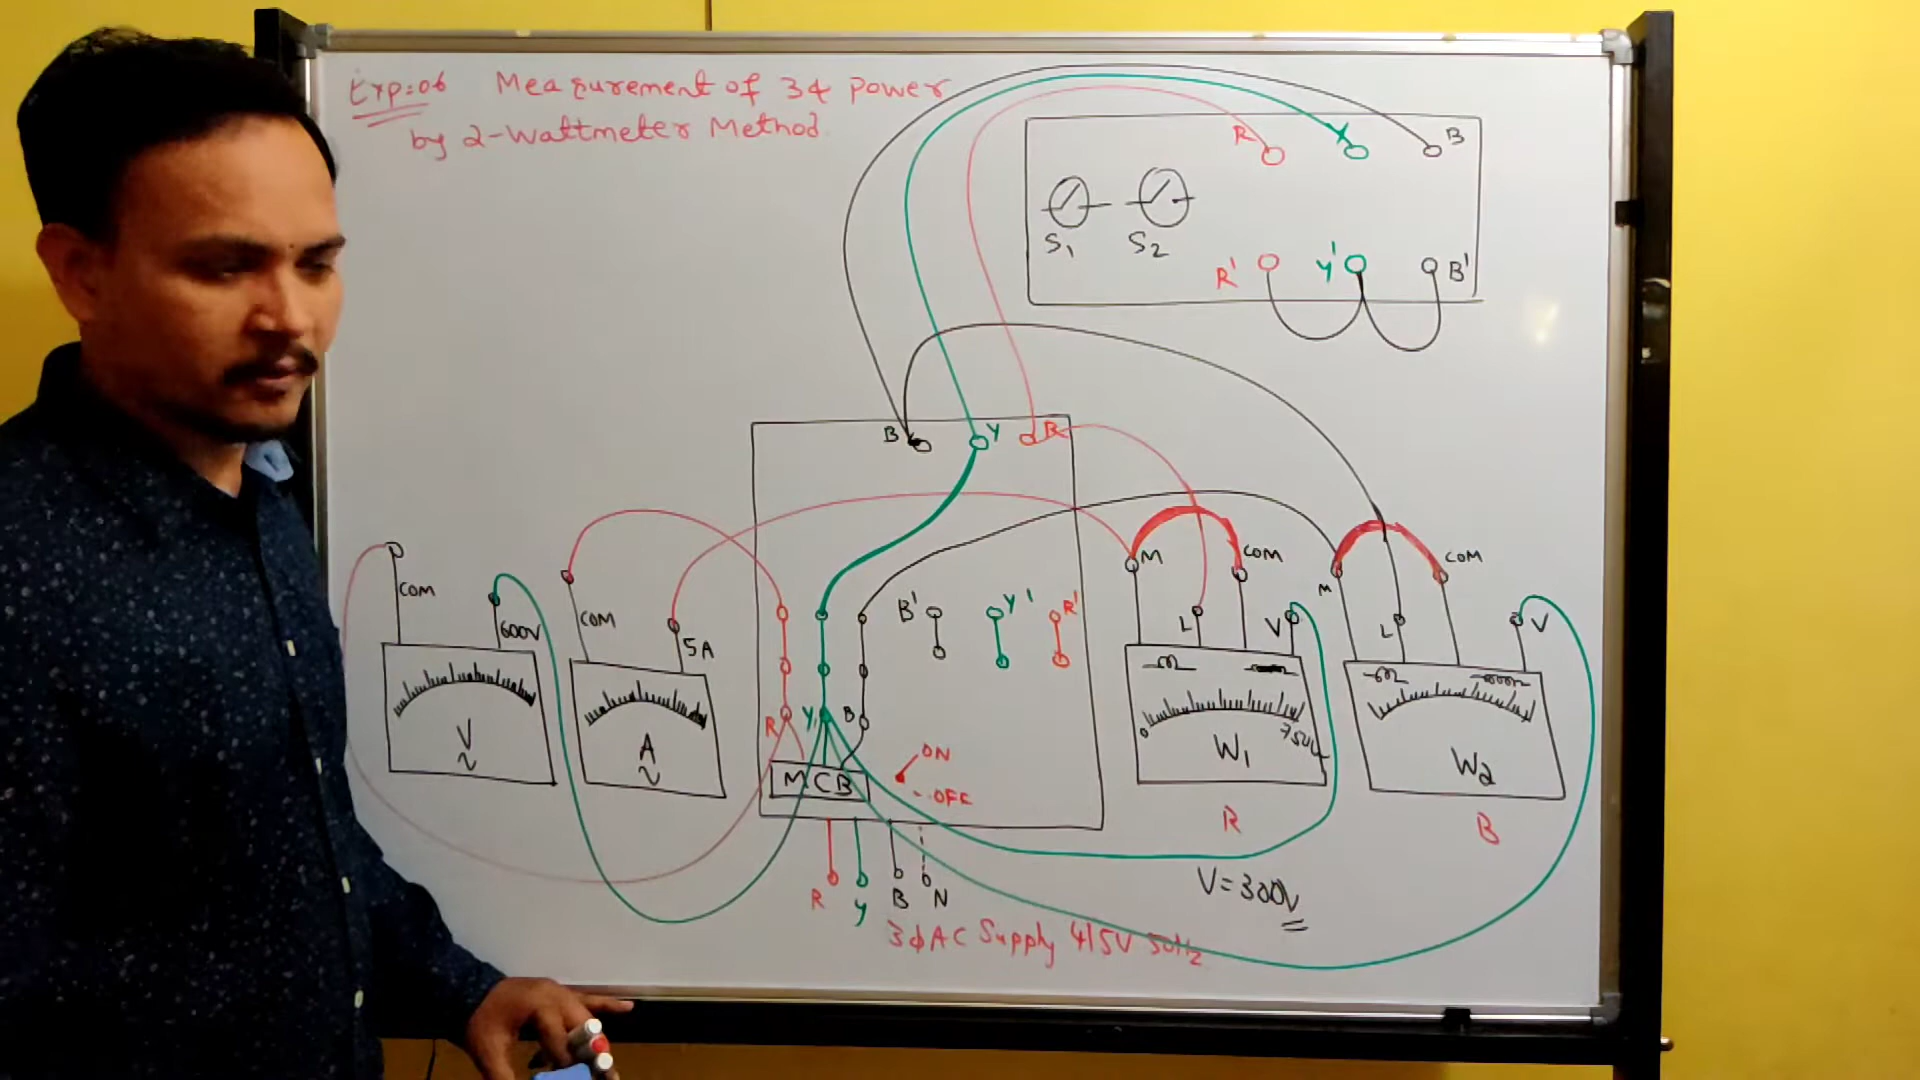 Exp:06 Measurement of 3ϕ power
by 2-Wattmeter Method
R Y B
S1 S2
R' Y' B'
B Y R
M COM
L V
M COM
L V
COM 600V
COM 5A
B' Y' R'
R Y B
V ~
A ~
0
W1
W2
MCB
ON
OFF
R B
R Y B N
V=300V
3ϕ AC Supply 415V 50Hz